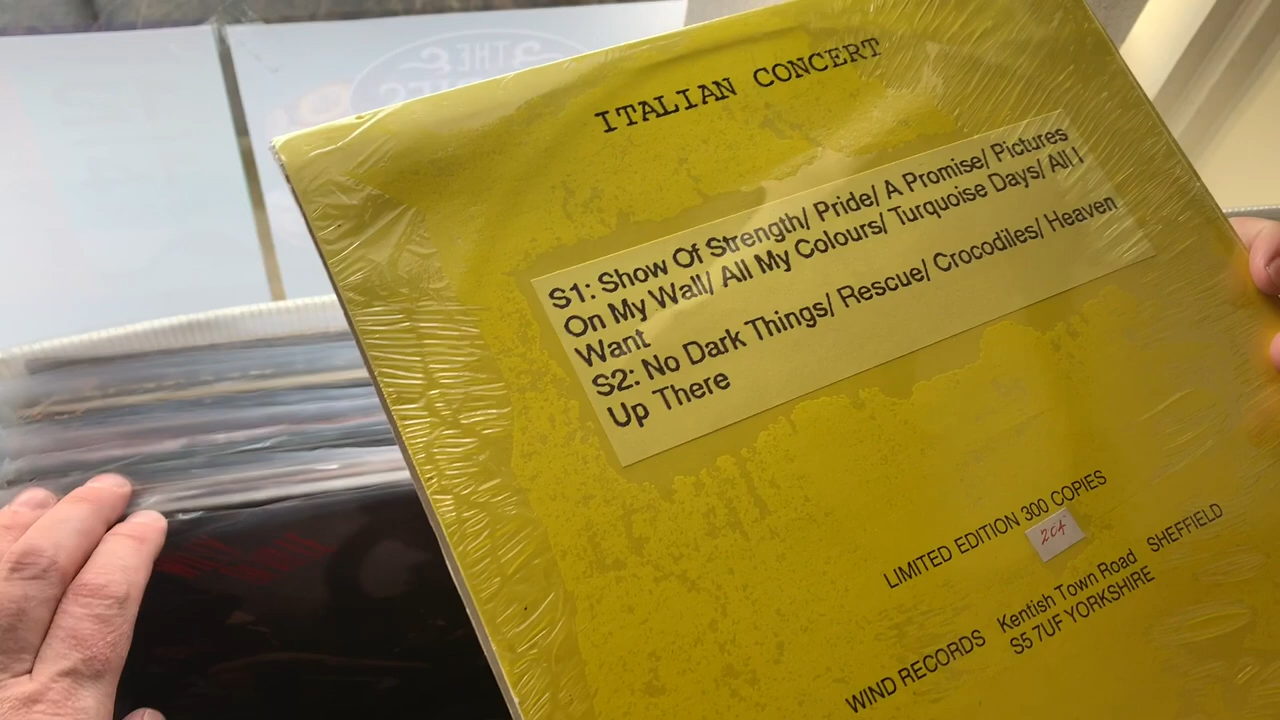 THE
ITALIAN CONCERT
S1: Show Of Strength/ Pride/ A Promise/ Pictures
On My Wall/ All My Colours/ Turquoise Days/ All I
Want
S2: No Dark Things/ Rescue/ Crocodiles/ Heaven
Up There
LIMITED EDITION 300 COPIES
204
WIND RECORDS Kentish Town Road SHEFFIELD
S5 7UF YORKSHIRE